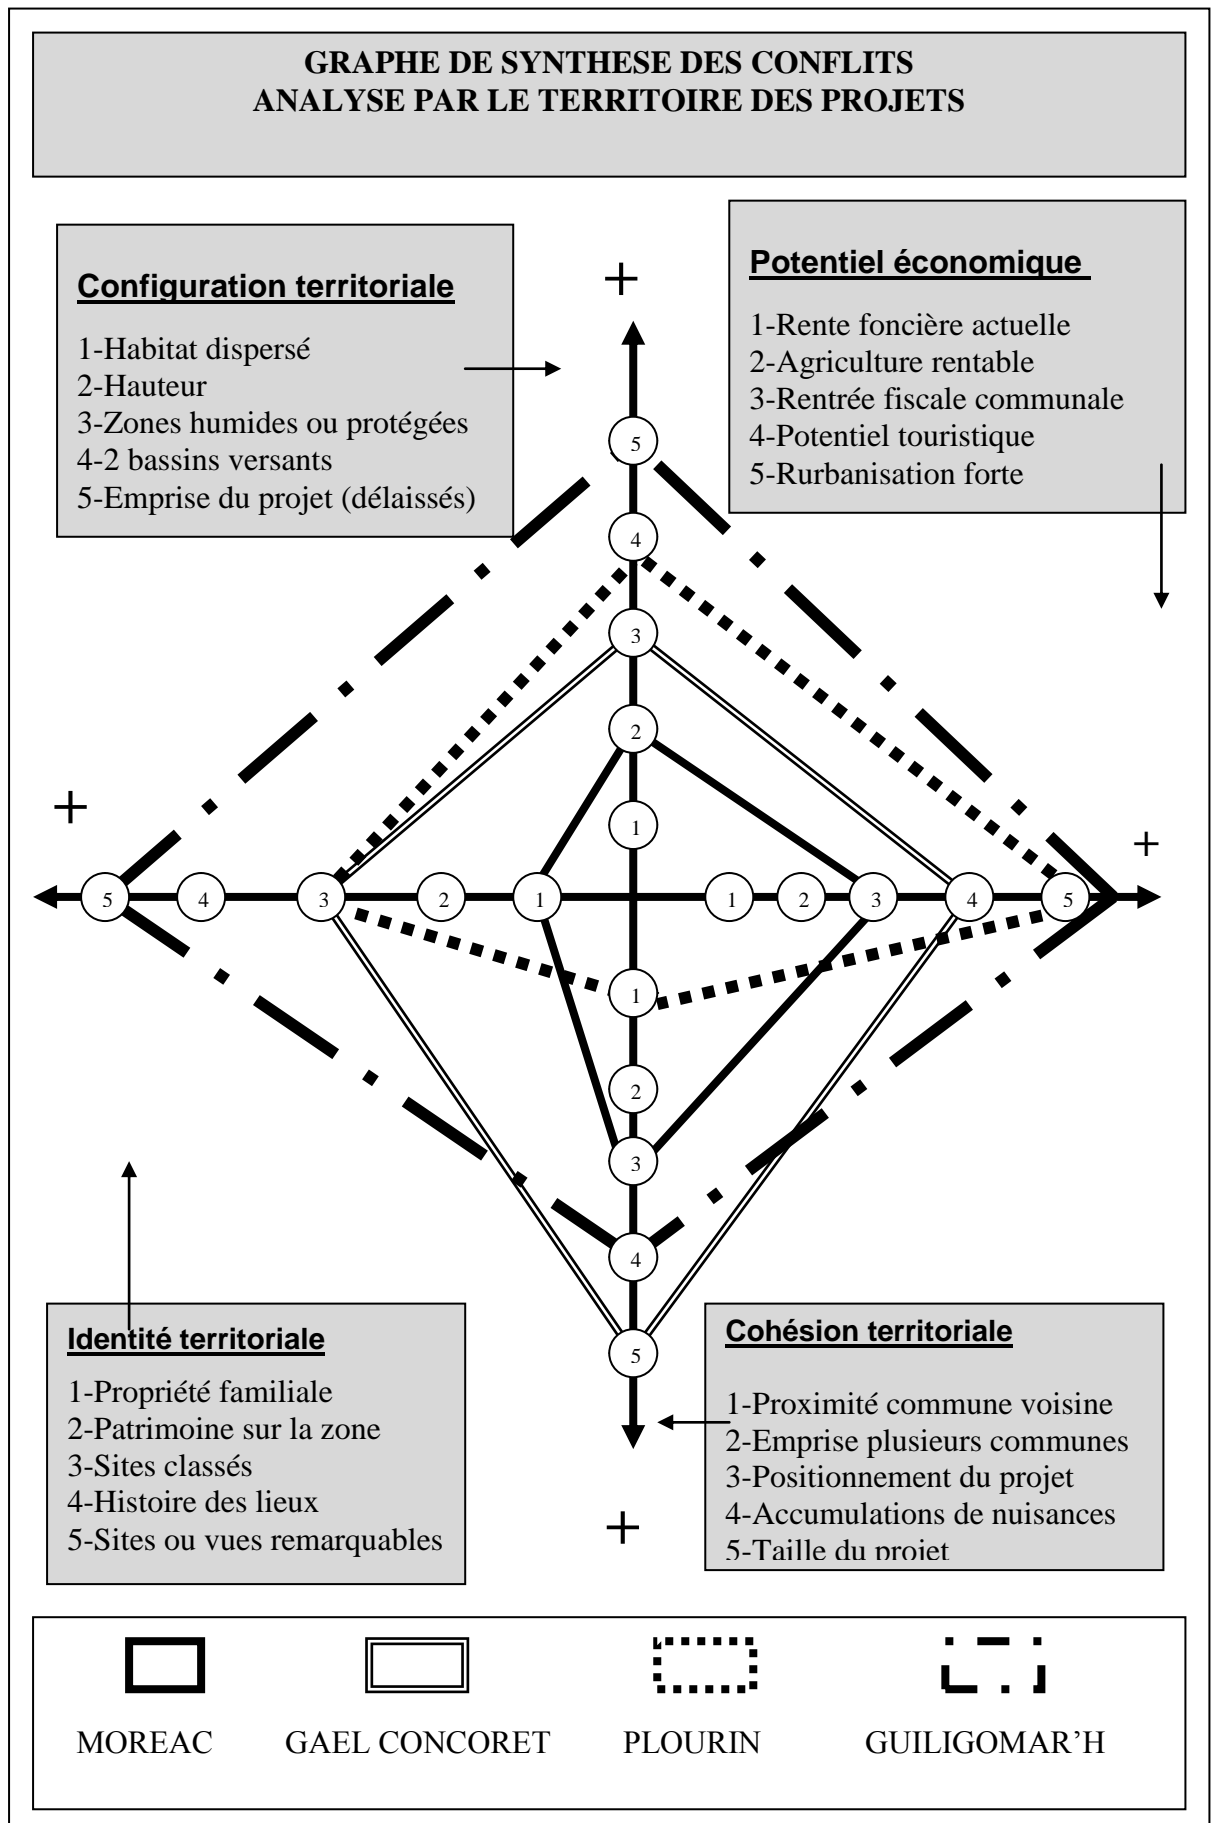 GRAPHE DE SYNTHESE DES CONFLITS
ANALYSE PAR LE TERRITOIRE DES PROJETS
Configuration territoriale
1-Habitat dispersé
2-Hauteur
3-Zones humides ou protégées
4-2 bassins versants
5-Emprise du projet (délaissés)
Potentiel économique
1-Rente foncière actuelle
2-Agriculture rentable
3-Rentrée fiscale communale
4-Potentiel touristique
5-Rurbanisation forte
+
5
4
3
2
1
+
+
5
4
3
2
1
1
2
3
4
5
1
2
3
4
5
+
Identité territoriale
1-Propriété familiale
2-Patrimoine sur la zone
3-Sites classés
4-Histoire des lieux
5-Sites ou vues remarquables
Cohésion territoriale
1-Proximité commune voisine
2-Emprise plusieurs communes
3-Positionnement du projet
4-Accumulations de nuisances
5-Taille du projet
MOREAC
GAEL CONCORET
PLOURIN
GUILIGOMAR'H